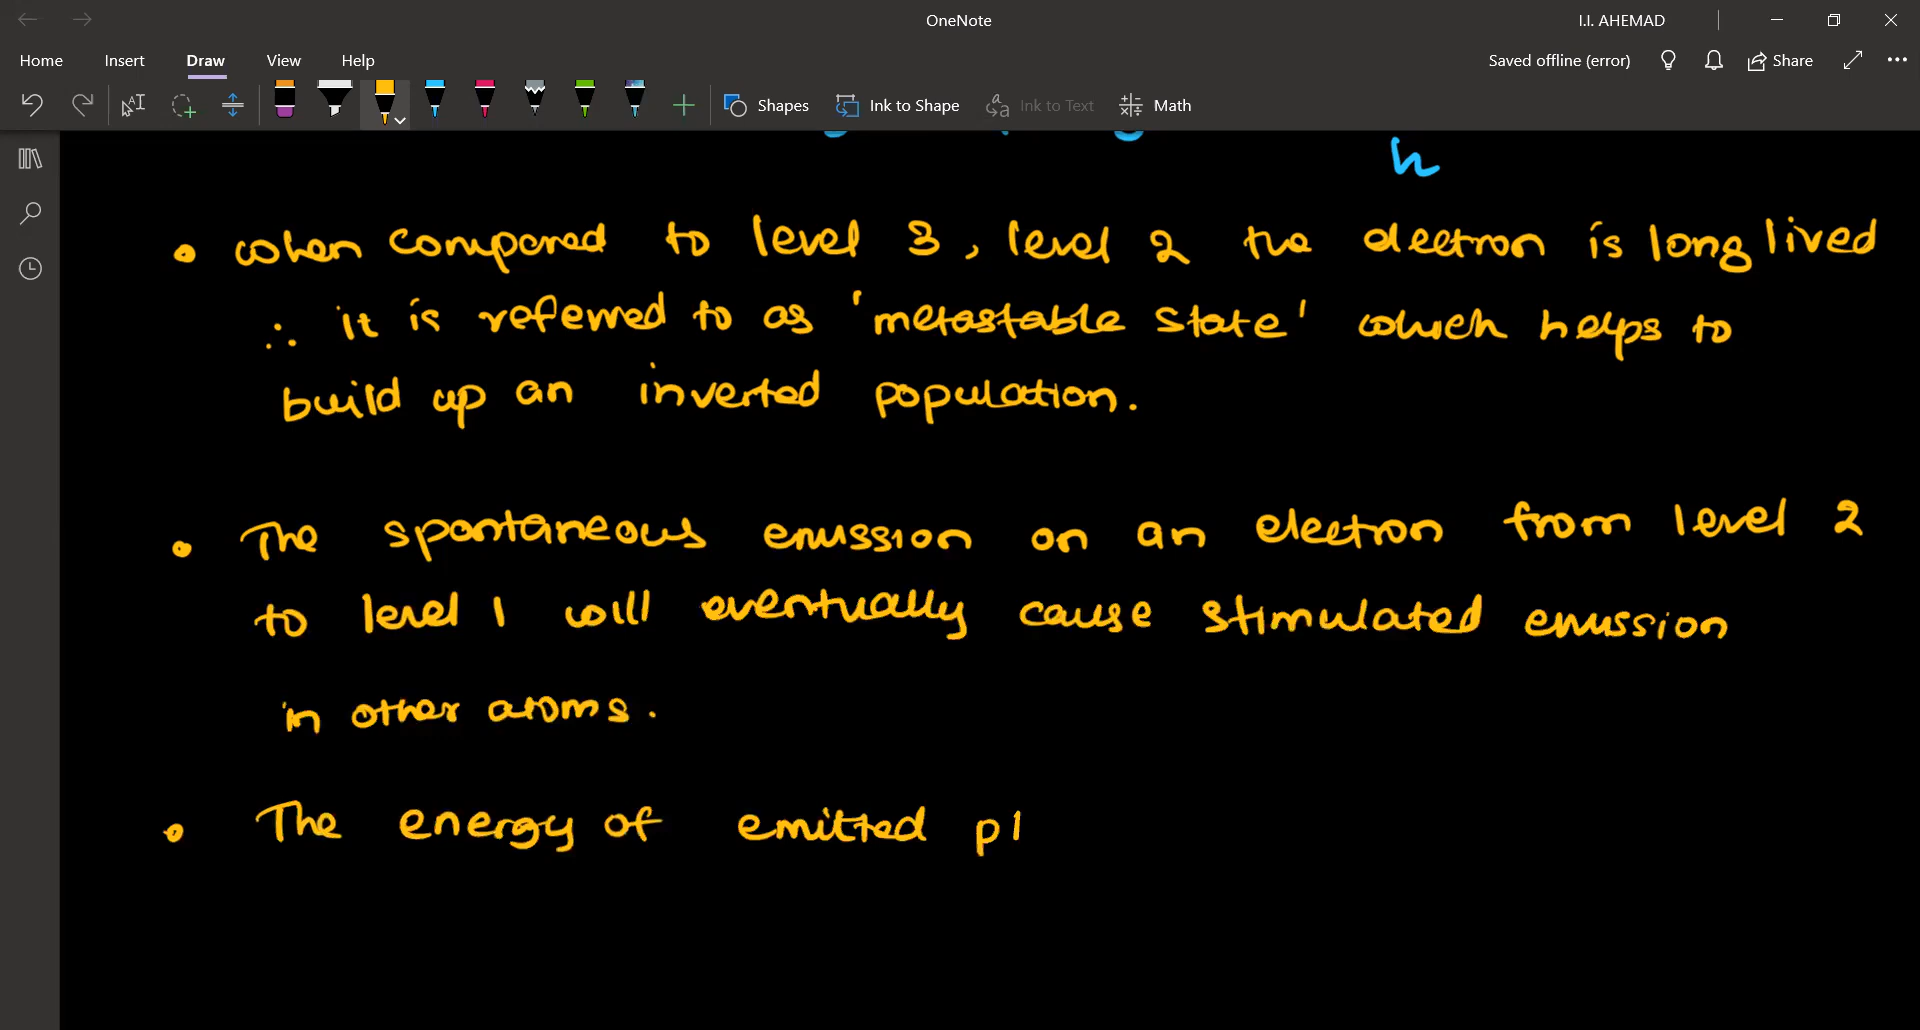 OneNote
I.I. AHEMAD
Home Insert Draw View Help
Saved offline (error) Share
Shapes Ink to Shape Ink to Text Math
h
• when compared to level 3, level 2 the electron is long lived
∴ it is referred to as 'metastable state' which helps to
build up an inverted population.
• The spontaneous emission on an electron from level 2
to level 1 will eventually cause stimulated emission
in other atoms.
• The energy of emitted